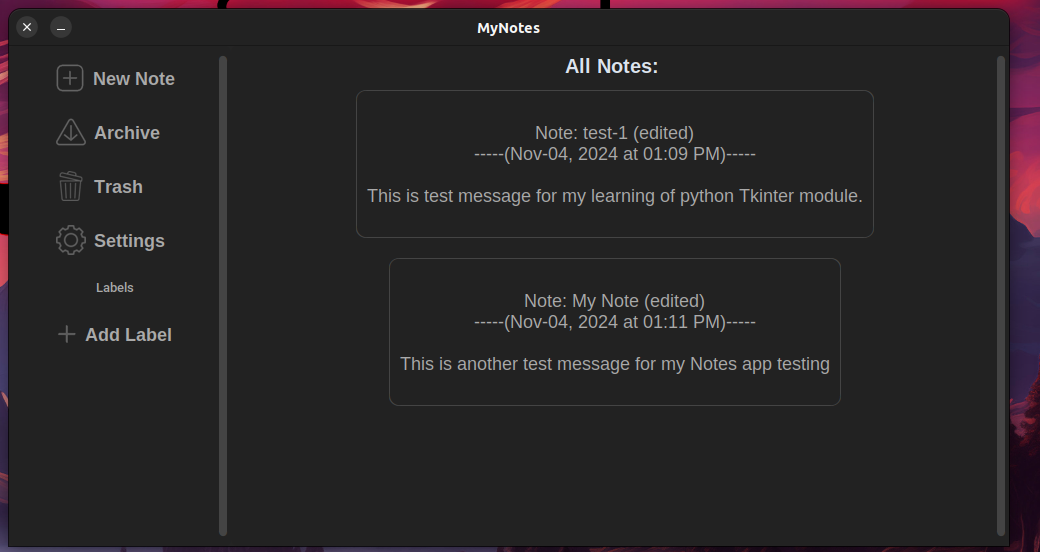 MyNotes
New Note
Archive
Trash
Settings
Labels
Add Label
All Notes:
Note: test-1 (edited)
-----(Nov-04, 2024 at 01:09 PM)-----
This is test message for my learning of python Tkinter module.
Note: My Note (edited)
-----(Nov-04, 2024 at 01:11 PM)-----
This is another test message for my Notes app testing